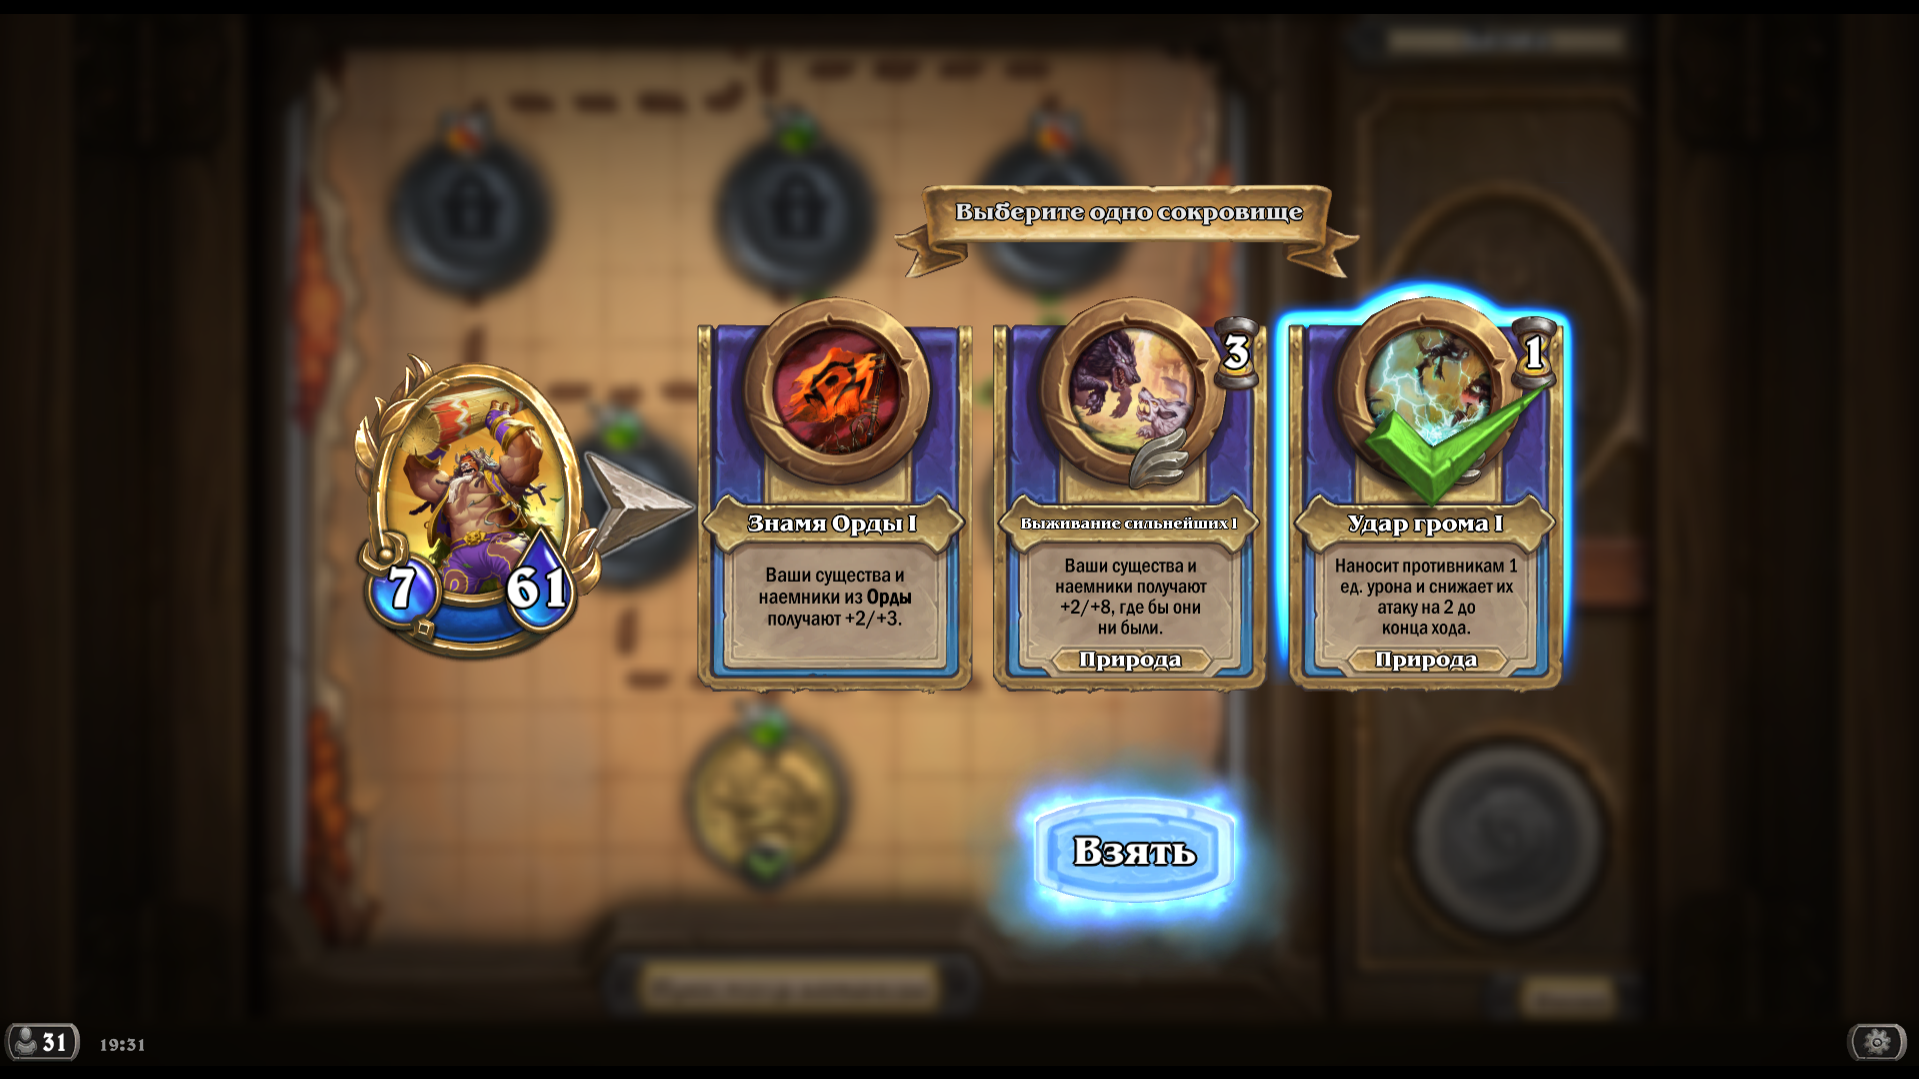 Выберите одно сокровище
3
1
7
61
Знамя Орды I
Ваши существа и
наемники из Орды
получают +2/+3.
Выживание сильнейших I
Ваши существа и
наемники получают
+2/+8, где бы они
ни были.
Природа
Удар грома I
Наносит противникам 1
ед. урона и снижает их
атаку на 2 до
конца хода.
Природа
Взять
31
19:31